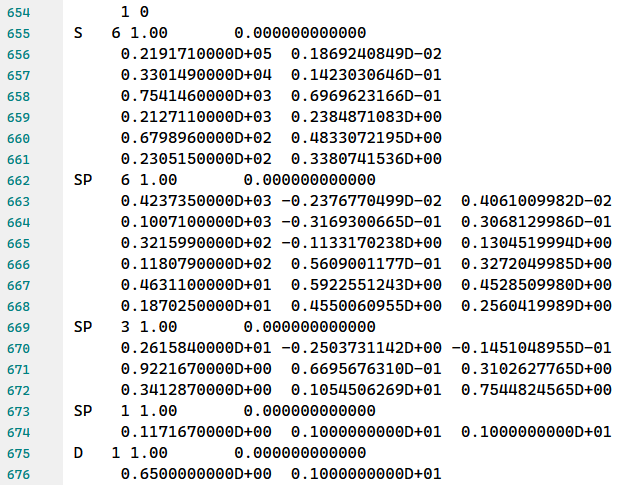 654 1 0
655 S 6 1.00 0.000000000000
656 0.2191710000D+05 0.1869240849D-02
657 0.3301490000D+04 0.1423030646D-01
658 0.7541460000D+03 0.6969623166D-01
659 0.2127110000D+03 0.2384871083D+00
660 0.6798960000D+02 0.4833072195D+00
661 0.2305150000D+02 0.3380741536D+00
662 SP 6 1.00 0.000000000000
663 0.4237350000D+03 -0.2376770499D-02 0.4061009982D-02
664 0.1007100000D+03 -0.3169300665D-01 0.3068129986D-01
665 0.3215990000D+02 -0.1133170238D+00 0.1304519994D+00
666 0.1180790000D+02 0.5609001177D-01 0.3272049985D+00
667 0.4631100000D+01 0.5922551243D+00 0.4528509980D+00
668 0.1870250000D+01 0.4550060955D+00 0.2560419989D+00
669 SP 3 1.00 0.000000000000
670 0.2615840000D+01 -0.2503731142D+00 -0.1451048955D-01
671 0.9221670000D+00 0.6695676310D-01 0.3102627765D+00
672 0.3412870000D+00 0.1054506269D+01 0.7544824565D+00
673 SP 1 1.00 0.000000000000
674 0.1171670000D+00 0.1000000000D+01 0.1000000000D+01
675 D 1 1.00 0.000000000000
676 0.6500000000D+00 0.1000000000D+01